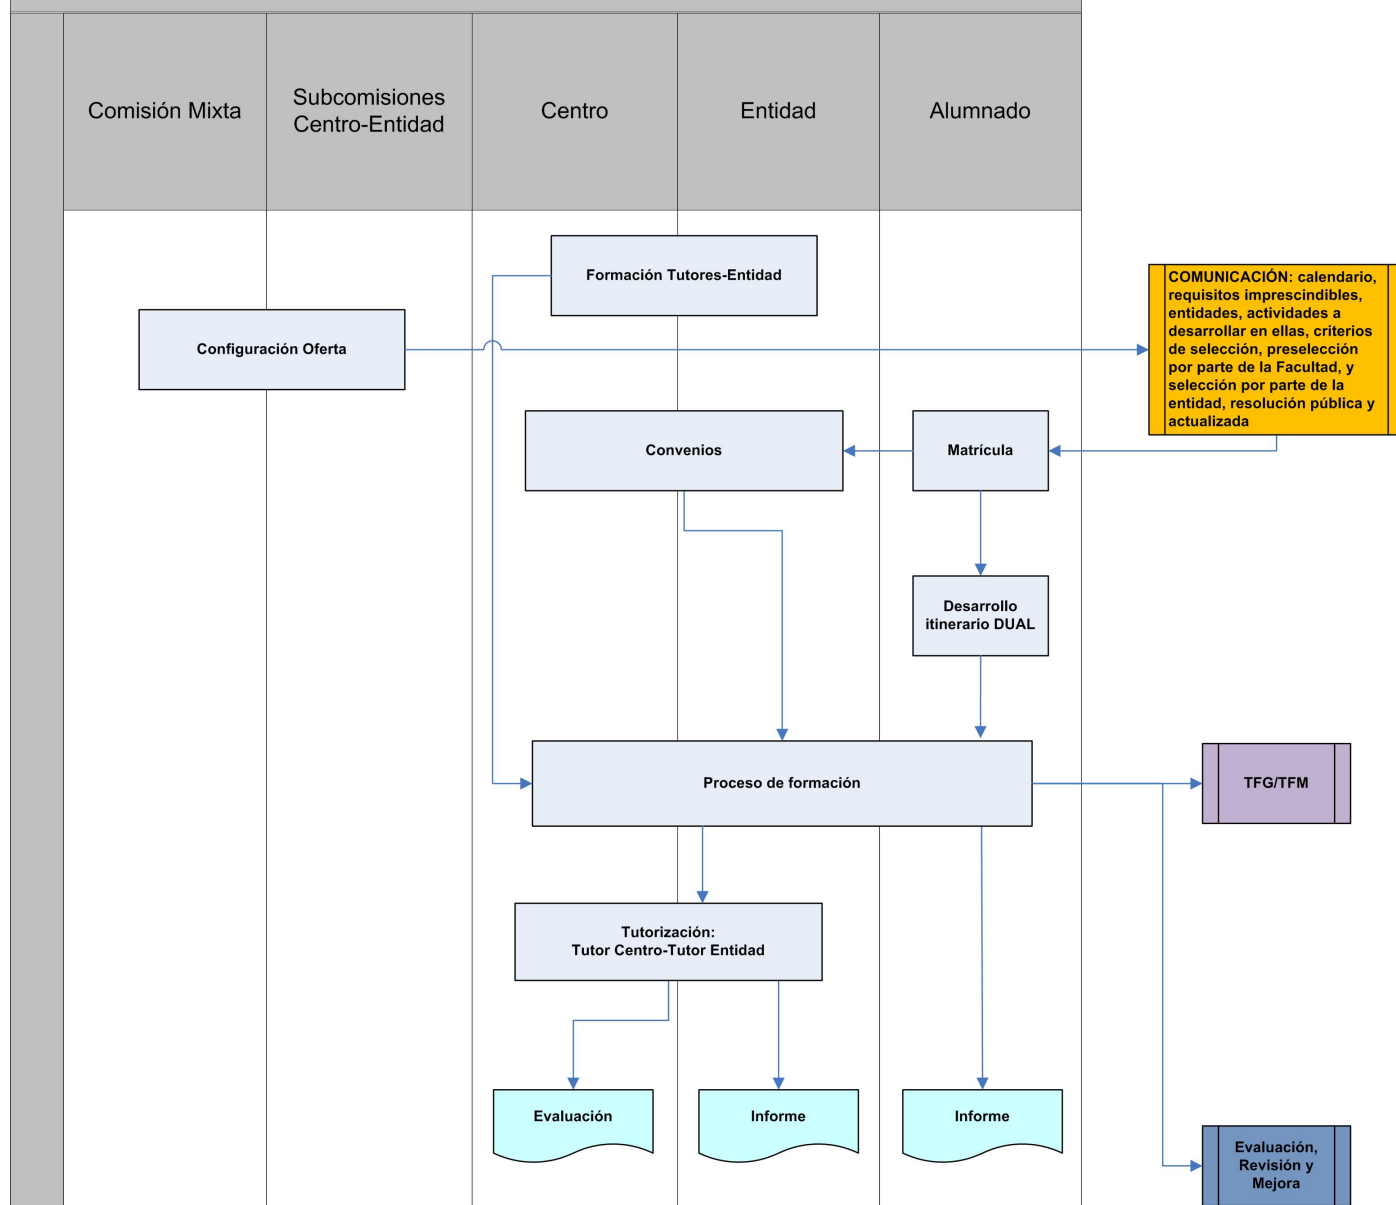 Comisión Mixta
Subcomisiones
Centro-Entidad
Centro
Entidad
Alumnado
Formación Tutores-Entidad
COMUNICACIÓN: calendario,
requisitos imprescindibles,
entidades, actividades a
desarrollar en ellas, criterios
de selección, preselección
por parte de la Facultad, y
selección por parte de la
entidad, resolución pública y
actualizada
Configuración Oferta
Convenios
Matrícula
Desarrollo
itinerario DUAL
Proceso de formación
TFG/TFM
Tutorización:
Tutor Centro-Tutor Entidad
Evaluación
Informe
Informe
Evaluación,
Revisión y
Mejora